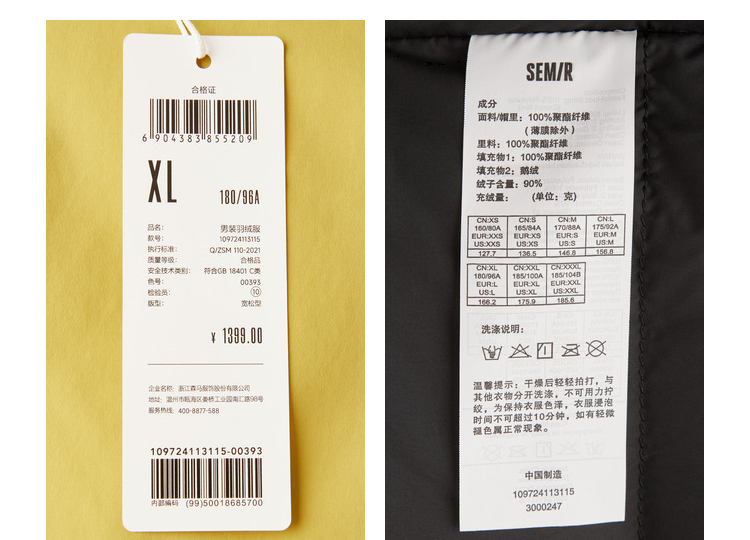 合格证
6 904383 855209
XL
180/96A
品名: 男装羽绒服
款号: 109724113115
执行标准: Q/ZSM 110-2021
质量等级: 合格品
安全技术类别: 符合GB 18401 C类
色号: 00393
检验员: 10
版型: 宽松型
¥ 1399.00
企业名称: 浙江森马服饰股份有限公司
地址: 温州市瓯海区娄桥工业园南汇路98号
服务热线: 400-8877-588
109724113115-00393
内部编码 (99)50018685700
SEM/R
成分
面料/帽里: 100%聚酯纤维
(薄膜除外)
里料: 100%聚酯纤维
填充物1: 100%聚酯纤维
填充物2: 鹅绒
绒子含量: 90%
充绒量: (单位: 克)
CN:XS CN:S CN:M CN:L
160/80A 165/84A 170/88A 175/92A
EUR:XXS EUR:XS EUR:S EUR:M
US:XXS US:XS US:S US:M
127.7 136.5 146.8 156.8
CN:XL CN:XXL CN:XXXL
180/96A 185/100A 185/104B
EUR:L EUR:XL EUR:XXL
US:L US:XL US:XXL
166.2 175.9 185.6
洗涤说明:
温馨提示: 干燥后轻轻拍打, 与
其他衣物分开洗涤, 不可用力拧
绞, 为保持衣服色泽, 衣服浸泡
时间不可超过10分钟, 如有轻微
褪色属正常现象。
中国制造
109724113115
3000247